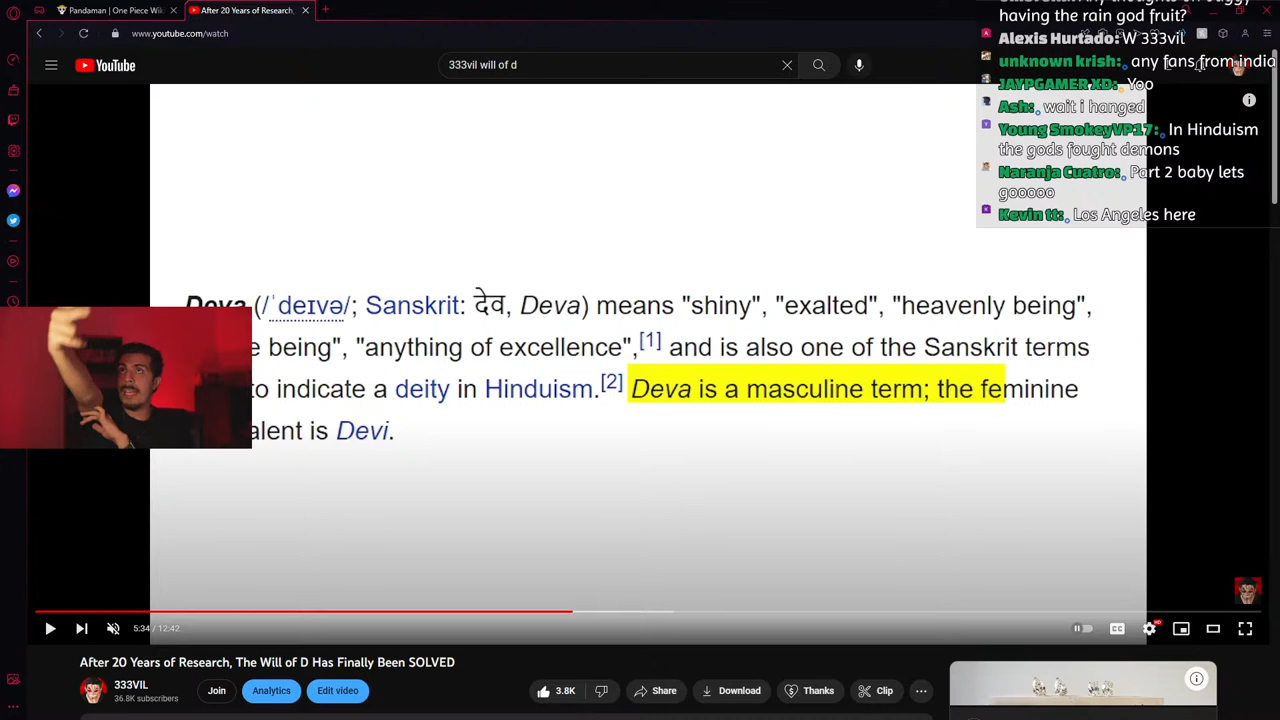 Pandaman | One Piece Wiki
After 20 Years of Research,
www.youtube.com/watch
YouTube
333vil will of d
having the rain god fruit?
Alexis Hurtado: W 333vil
unknown krish: any fans from india
JAYPGAMER XD: Yoo
Ash: wait i hanged
Young SmokeyVP17: In Hinduism
the gods fought demons
Naranja Cuatro: Part 2 baby lets
gooooo
Kevin tt: Los Angeles here
Deva (/ˈdeɪvə/; Sanskrit: देव, Deva) means "shiny", "exalted", "heavenly being",
e being", "anything of excellence",[1] and is also one of the Sanskrit terms
to indicate a deity in Hinduism.[2] Deva is a masculine term; the feminine
alent is Devi.
5:34 / 12:42
CC
HD
After 20 Years of Research, The Will of D Has Finally Been SOLVED
333VIL
36.8K subscribers
Join
Analytics
Edit video
3.8K
Share
Download
Thanks
Clip